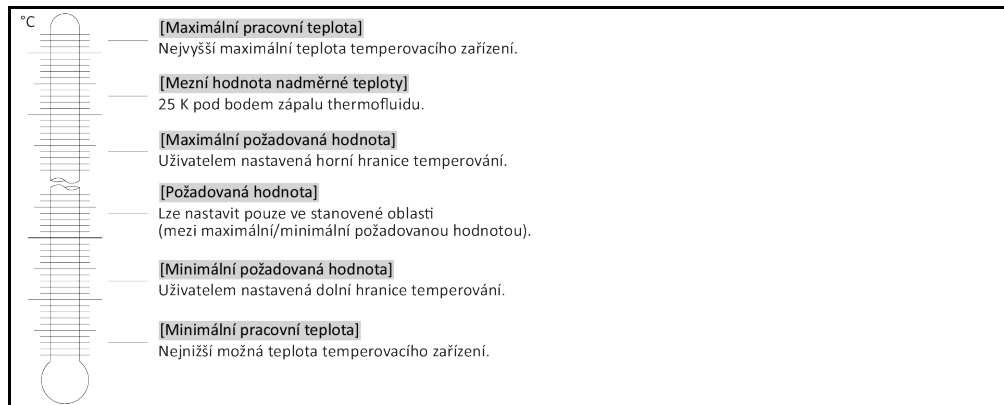 °C
[Maximální pracovní teplota]
Nejvyšší maximální teplota temperovacího zařízení.
[Mezní hodnota nadměrné teploty]
25 K pod bodem zápalu thermofluidu.
[Maximální požadovaná hodnota]
Uživatelem nastavená horní hranice temperování.
[Požadovaná hodnota]
Lze nastavit pouze ve stanovené oblasti
(mezi maximální/minimální požadovanou hodnotou).
[Minimální požadovaná hodnota]
Uživatelem nastavená dolní hranice temperování.
[Minimální pracovní teplota]
Nejnižší možná teplota temperovacího zařízení.